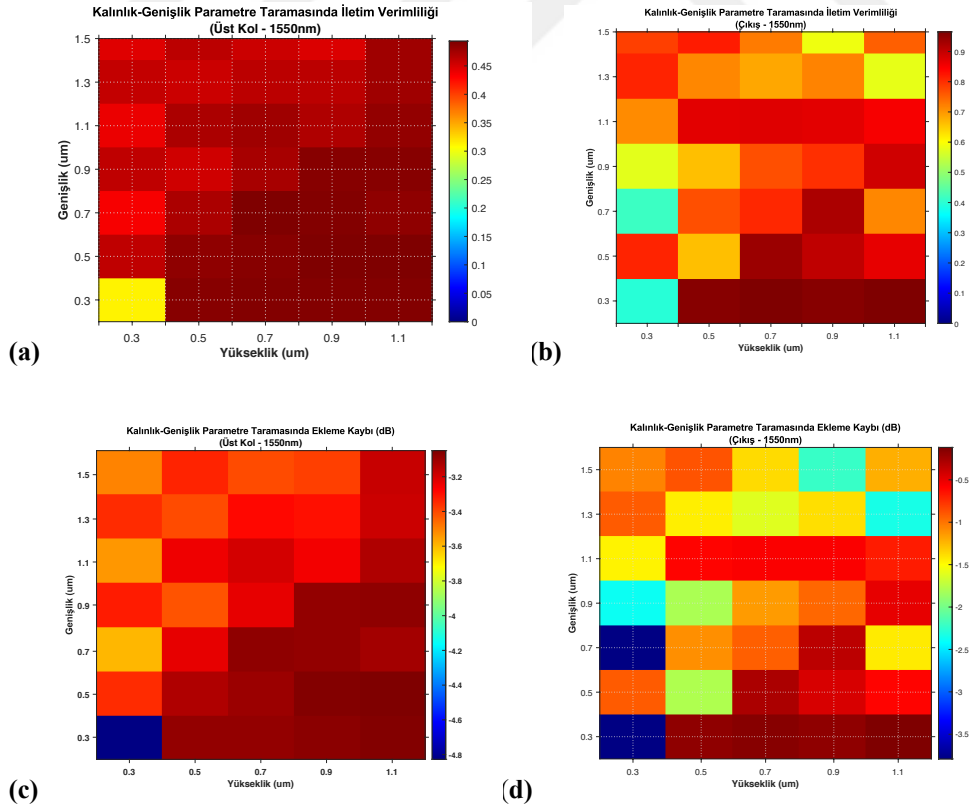 Kalınlık-Genişlik Parametre Taramasında İletim Verimliliği
(Üst Kol - 1550nm)
1.5
1.3
1.1
0.9
0.7
0.5
0.3
Genişlik (um)
0.3 0.5 0.7 0.9 1.1
Yükseklik (um)
0.45
0.4
0.35
0.3
0.25
0.2
0.15
0.1
0.05
0
(a)
Kalınlık-Genişlik Parametre Taramasında İletim Verimliliği
(Çıkış - 1550nm)
1.5
1.3
1.1
0.9
0.7
0.5
0.3
Genişlik (um)
0.3 0.5 0.7 0.9 1.1
Yükseklik (um)
0.9
0.8
0.7
0.6
0.5
0.4
0.3
0.2
0.1
0
(b)
Kalınlık-Genişlik Parametre Taramasında Ekleme Kaybı (dB)
(Üst Kol - 1550nm)
1.5
1.3
1.1
0.9
0.7
0.5
0.3
Genişlik (um)
0.3 0.5 0.7 0.9 1.1
Yükseklik (um)
-3.2
-3.4
-3.6
-3.8
-4
-4.2
-4.4
-4.6
-4.8
(c)
Kalınlık-Genişlik Parametre Taramasında Ekleme Kaybı (dB)
(Çıkış - 1550nm)
1.5
1.3
1.1
0.9
0.7
0.5
0.3
Genişlik (um)
0.3 0.5 0.7 0.9 1.1
Yükseklik (um)
-0.5
-1
-1.5
-2
-2.5
-3
-3.5
(d)